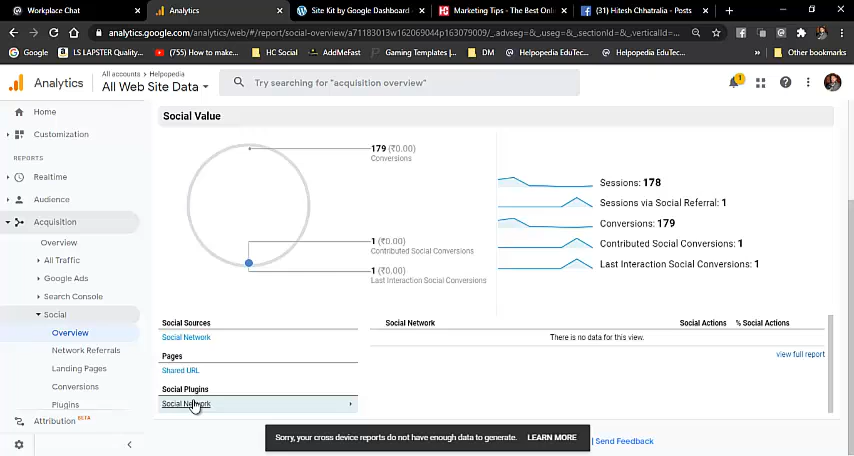 Workplace Chat
Analytics
Site Kit by Google Dashboard
Marketing Tips - The Best Onli
(31) Hitesh Chhatralia - Posts
analytics.google.com/analytics/web/#/report/social-overview/a71183013w160369044p163079009/_.advseg=&_.useg=&_.sectionId=&_.verticalId=...
Google
LS LAPSTER Quality...
(755) How to make...
HC Social
AddMeFast
Gaming Templates |...
DM
Helpopedia EduTec...
Helpopedia EduTec...
»
Other bookmarks
Analytics
All accounts > Helpopedia
All Web Site Data
Try searching for "acquisition overview"
1
Home
Customization
REPORTS
Realtime
Audience
Acquisition
Overview
All Traffic
Google Ads
Search Console
Social
Overview
Network Referrals
Landing Pages
Conversions
Plugins
Attribution BETA
Social Value
179 (₹0.00)
Conversions
1 (₹0.00)
Contributed Social Conversions
1 (₹0.00)
Last Interaction Social Conversions
Sessions: 178
Sessions via Social Referral: 1
Conversions: 179
Contributed Social Conversions: 1
Last Interaction Social Conversions: 1
Social Sources
Social Network
Pages
Shared URL
Social Plugins
Social Network
Social Network Social Actions % Social Actions
There is no data for this view.
view full report
Sorry, your cross device reports do not have enough data to generate. LEARN MORE
| Send Feedback